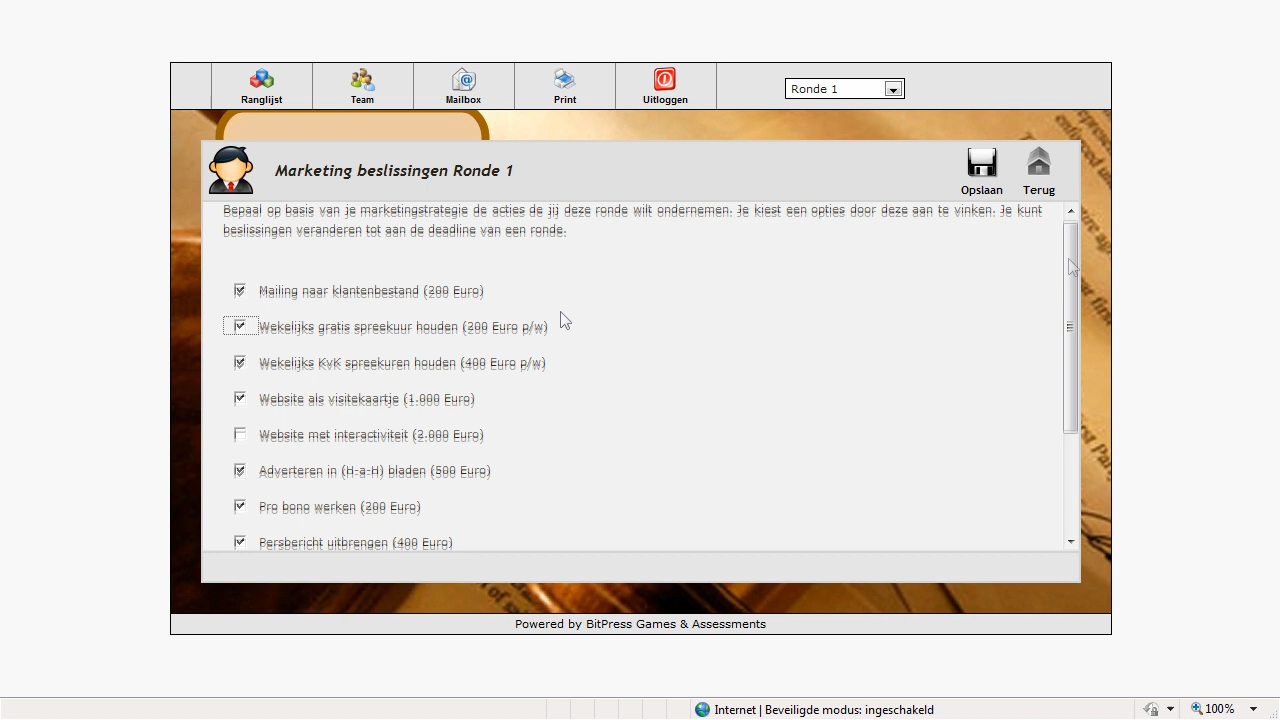 Ranglijst
Team
Mailbox
Print
Uitloggen
Ronde 1
Marketing beslissingen Ronde 1
Opslaan
Terug
Bepaal op basis van je marketingstrategie de acties de jij deze ronde wilt ondernemen. Je kiest een opties door deze aan te vinken. Je kunt
beslissingen veranderen tot aan de deadline van een ronde.
Mailing naar klantenbestand (200 Euro)
Wekelijks gratis spreekuur houden (200 Euro p/w)
Wekelijks KvK spreekuren houden (400 Euro p/w)
Website als visitekaartje (1.000 Euro)
Website met interactiviteit (2.000 Euro)
Adverteren in (H-a-H) bladen (500 Euro)
Pro bono werken (200 Euro)
Persbericht uitbrengen (400 Euro)
Powered by BitPress Games & Assessments
Internet | Beveiligde modus: ingeschakeld
100%